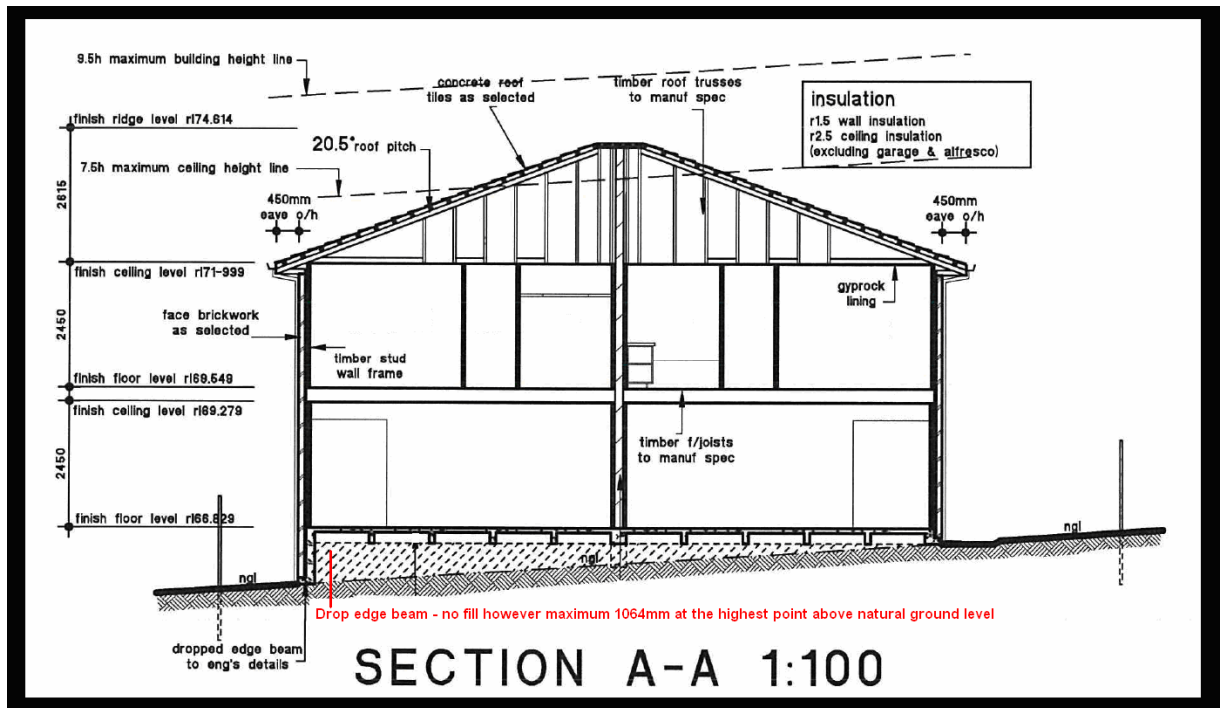 9.5h maximum building height line
concrete roof
tiles as selected
timber roof trusses
to manuf spec
insulation
r1.5 wall insulation
r2.5 ceiling insulation
(excluding garage & alfresco)
finish ridge level rl74.614
20.5° roof pitch
7.5h maximum ceiling height line
2615
450mm
eave o/h
450mm
eave o/h
finish ceiling level rl71-999
gyprock
lining
face brickwork
as selected
2450
timber stud
wall frame
finish floor level rl69.549
finish ceiling level rl69.279
timber f/joists
to manuf spec
2450
finish floor level rl66.829
ngl
ngl
ngl
Drop edge beam - no fill however maximum 1064mm at the highest point above natural ground level
dropped edge beam
to eng's details
SECTION A-A 1:100